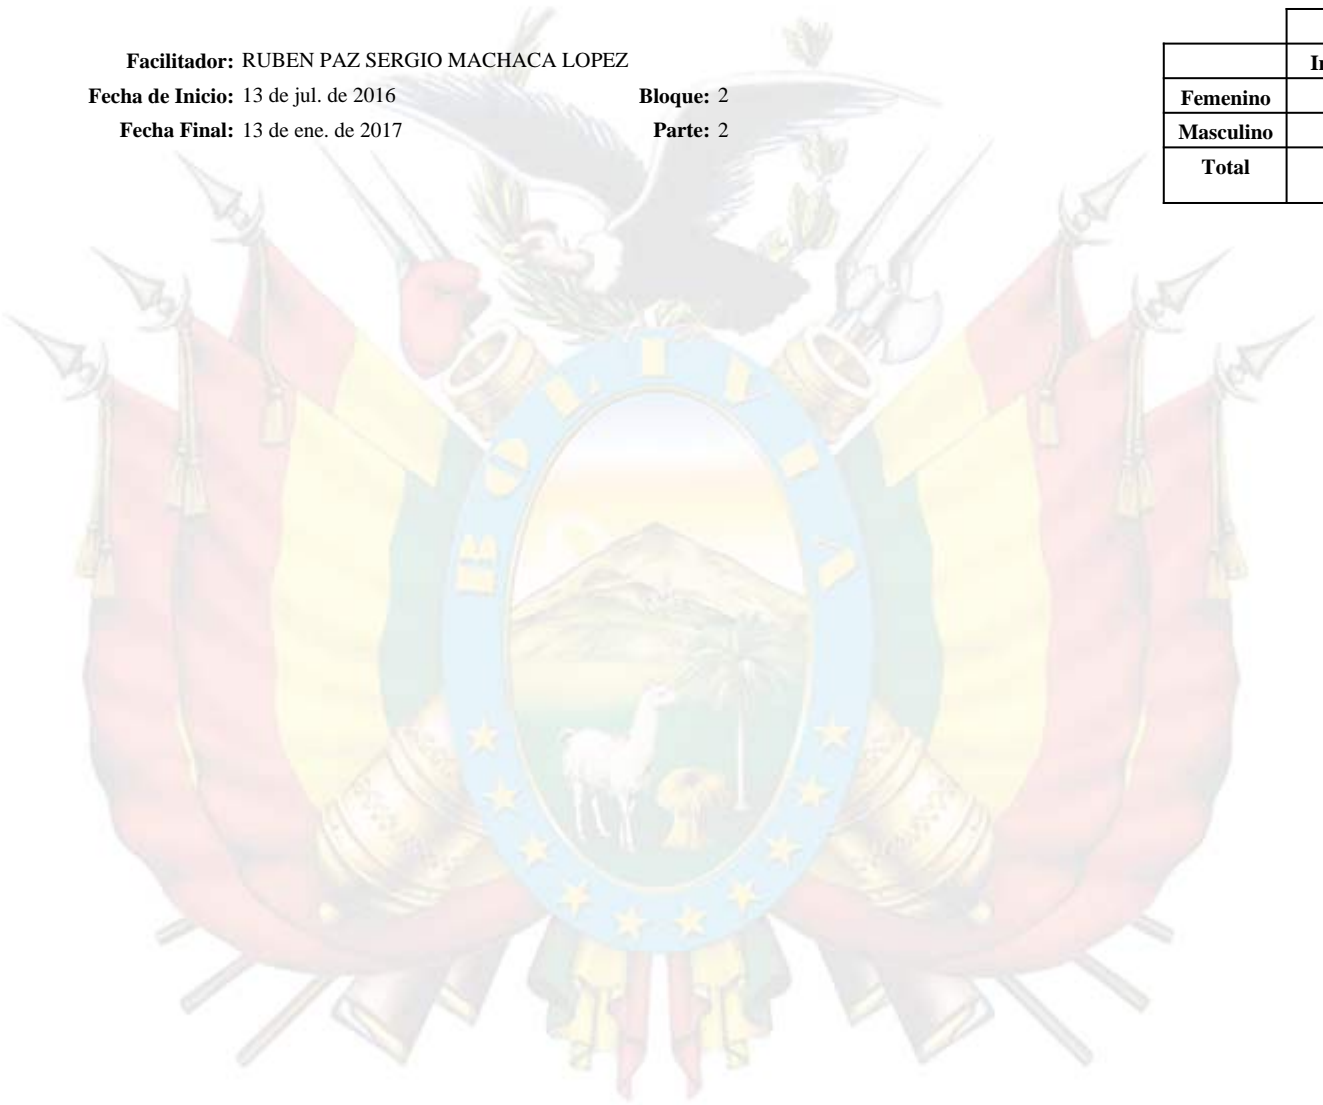 Facilitador: RUBEN PAZ SERGIO MACHACA LOPEZ
Fecha de Inicio: 13 de jul. de 2016 Bloque: 2
Fecha Final: 13 de ene. de 2017 Parte: 2
Femenino
Masculino
Total
BOLIVIA